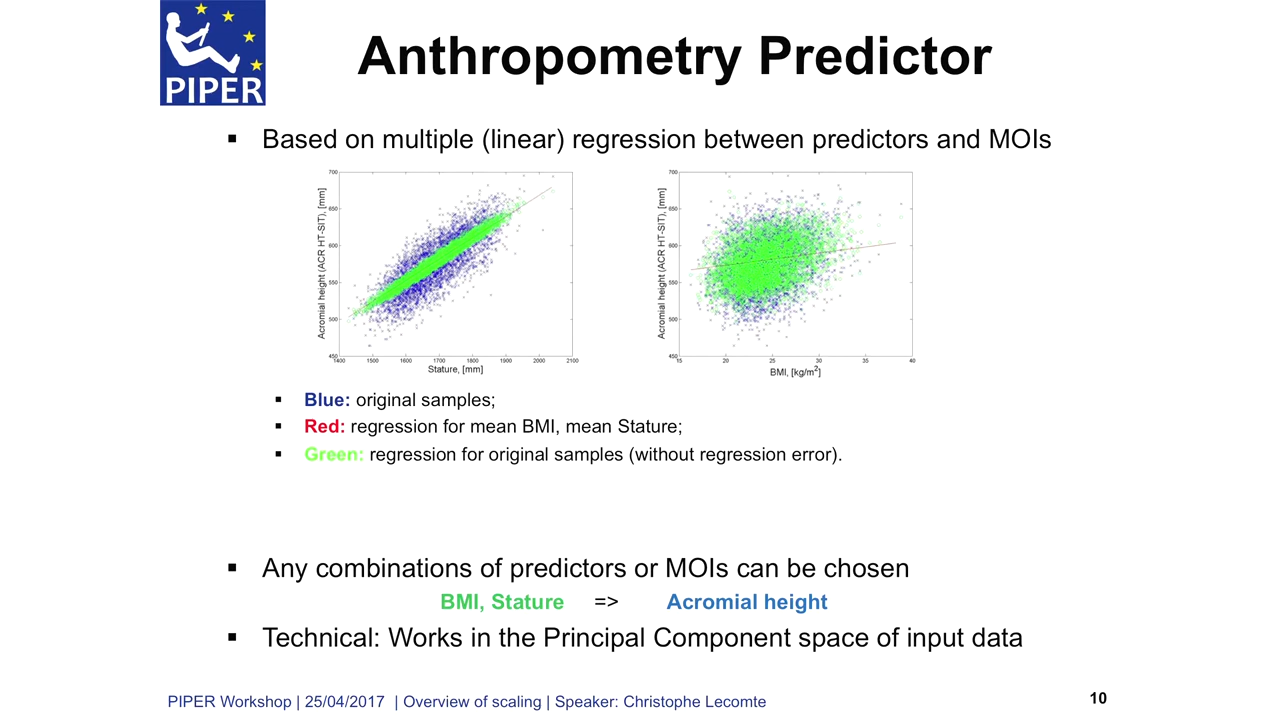 PIPER
Anthropometry Predictor
▪ Based on multiple (linear) regression between predictors and MOIs
Acromial height (ACR HT-SIT), [mm]
700
650
600
550
500
450
1400 1500 1600 1700 1800 1900 2000 2100
Stature, [mm]
Acromial height (ACR HT-SIT), [mm]
700
650
600
550
500
450
15 20 25 30 35 40
BMI, [kg/m2]
▪ Blue: original samples;
▪ Red: regression for mean BMI, mean Stature;
▪ Green: regression for original samples (without regression error).
▪ Any combinations of predictors or MOIs can be chosen
BMI, Stature => Acromial height
▪ Technical: Works in the Principal Component space of input data
PIPER Workshop | 25/04/2017 | Overview of scaling | Speaker: Christophe Lecomte
10